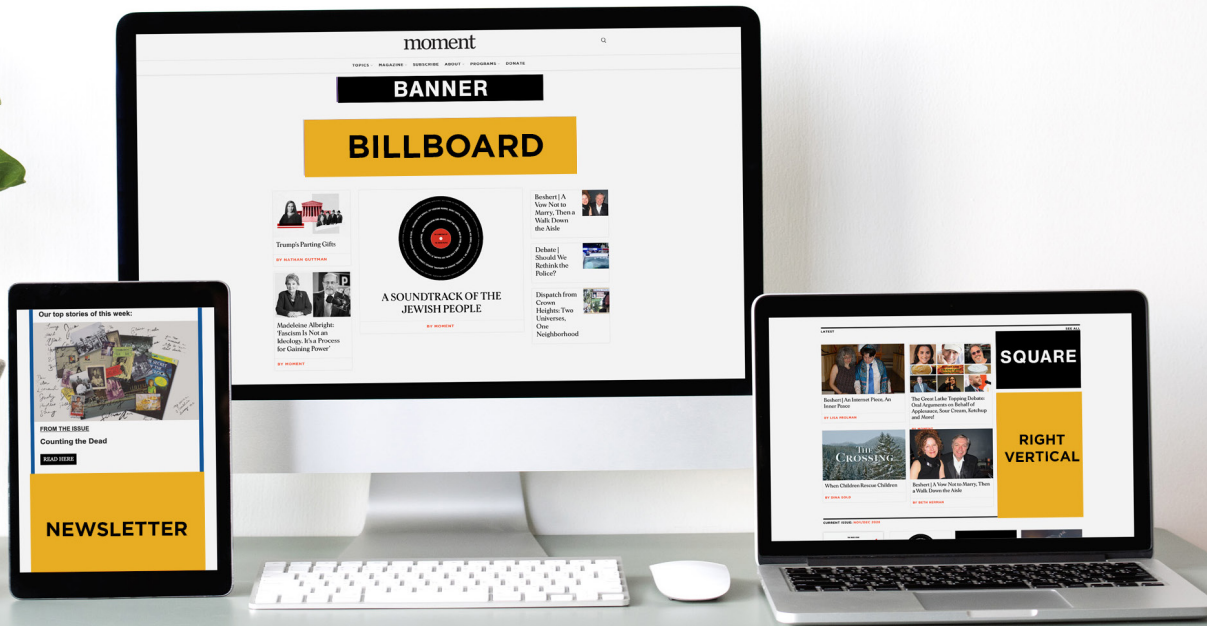 moment
TOPICS MAGAZINE SUBSCRIBE ABOUT PROGRAMS DONATE
BANNER
BILLBOARD
Trump's Parting Gifts
BY NATHAN GUTTMAN
Madeleine Albright:
'Fascism Is Not an
Ideology. It's a Process
for Gaining Power'
BY MOMENT
A SOUNDTRACK OF THE
JEWISH PEOPLE
BY MOMENT
Beshert | A
Vow Not to
Marry, Then a
Walk Down
the Aisle
Debate |
Should We
Rethink the
Police?
Dispatch from
Crown
Heights: Two
Universes,
One
Neighborhood
Our top stories of this week:
FROM THE ISSUE
Counting the Dead
READ HERE
NEWSLETTER
LATEST
SEE ALL
Beshert | An Internet Piece, An
Inner Peace
BY LISA PEGLMAN
The Great Latke Topping Debate:
Oral Arguments on Behalf of
Applesauce, Sour Cream, Ketchup
and More!
THE
CROSSING
When Children Rescue Children
BY DINA GOLD
Beshert | A Vow Not to Marry, Then
a Walk Down the Aisle
SQUARE
RIGHT
VERTICAL
CURRENT ISSUE: NOV/DEC 2020